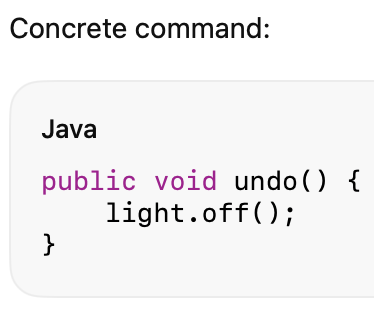 Concrete command:
Java
public void undo() {
    light.off();
}